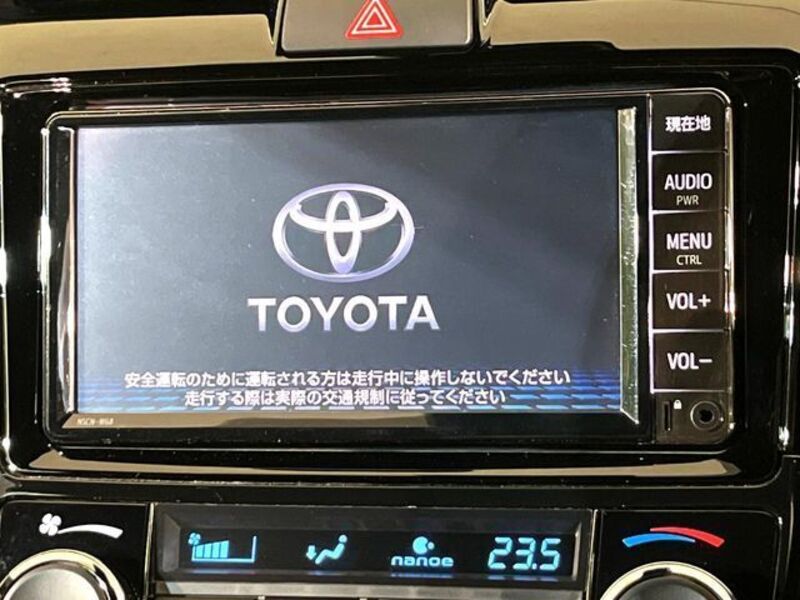 現在地
AUDIO
PWR
MENU
CTRL
VOL+
VOL-
TOYOTA
安全運転のために運転される方は走行中に操作しないでください
走行する際は実際の交通規制に従ってください
NSCN-W68
nanoe
23.5